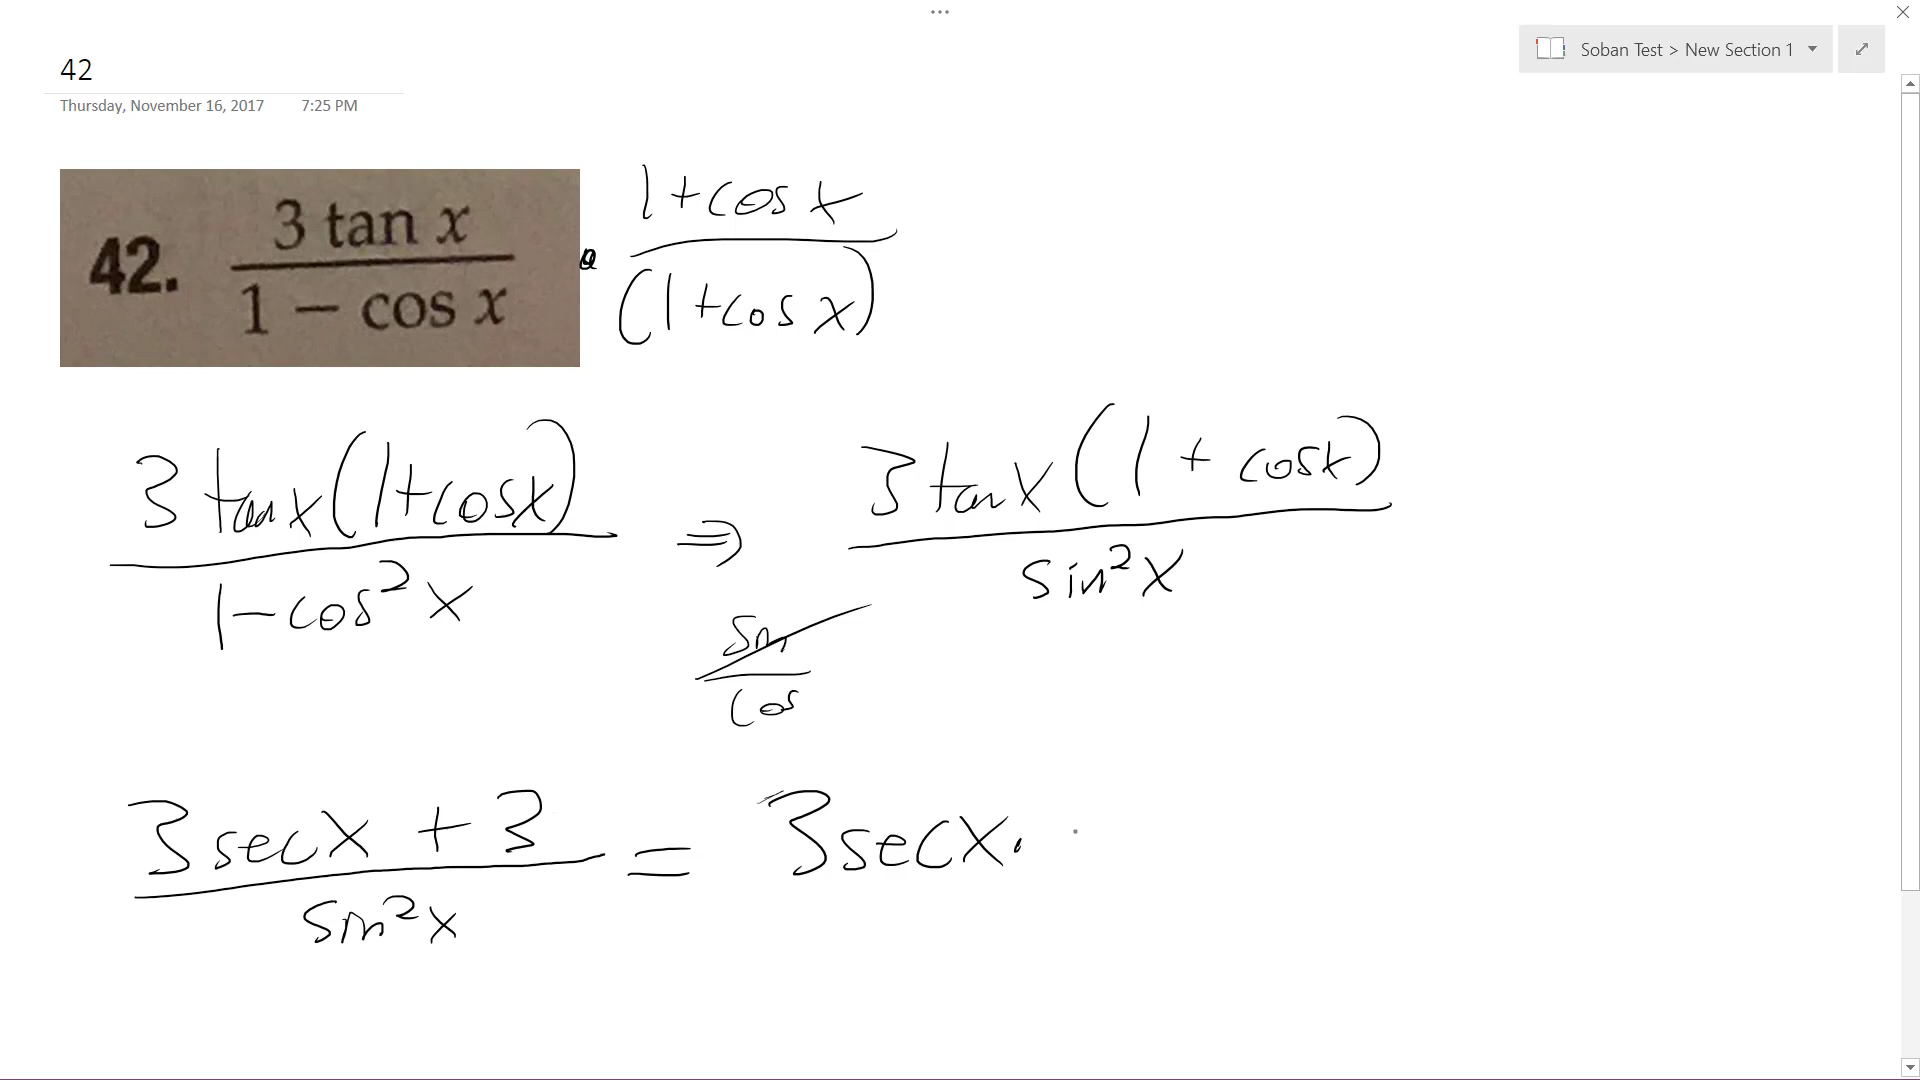 Soban Test > New Section 1
42
Thursday, November 16, 2017 7:25 PM
42. 3 tan x / 1 − cos x · 1+cos x / (1+cos x)
3 tan x (1+cos x) / 1−cos² x ⇒ 3 tan x (1 + cos x) / sin² x
sin / cos
3 sec x + 3 / sin² x = 3 sec x ·